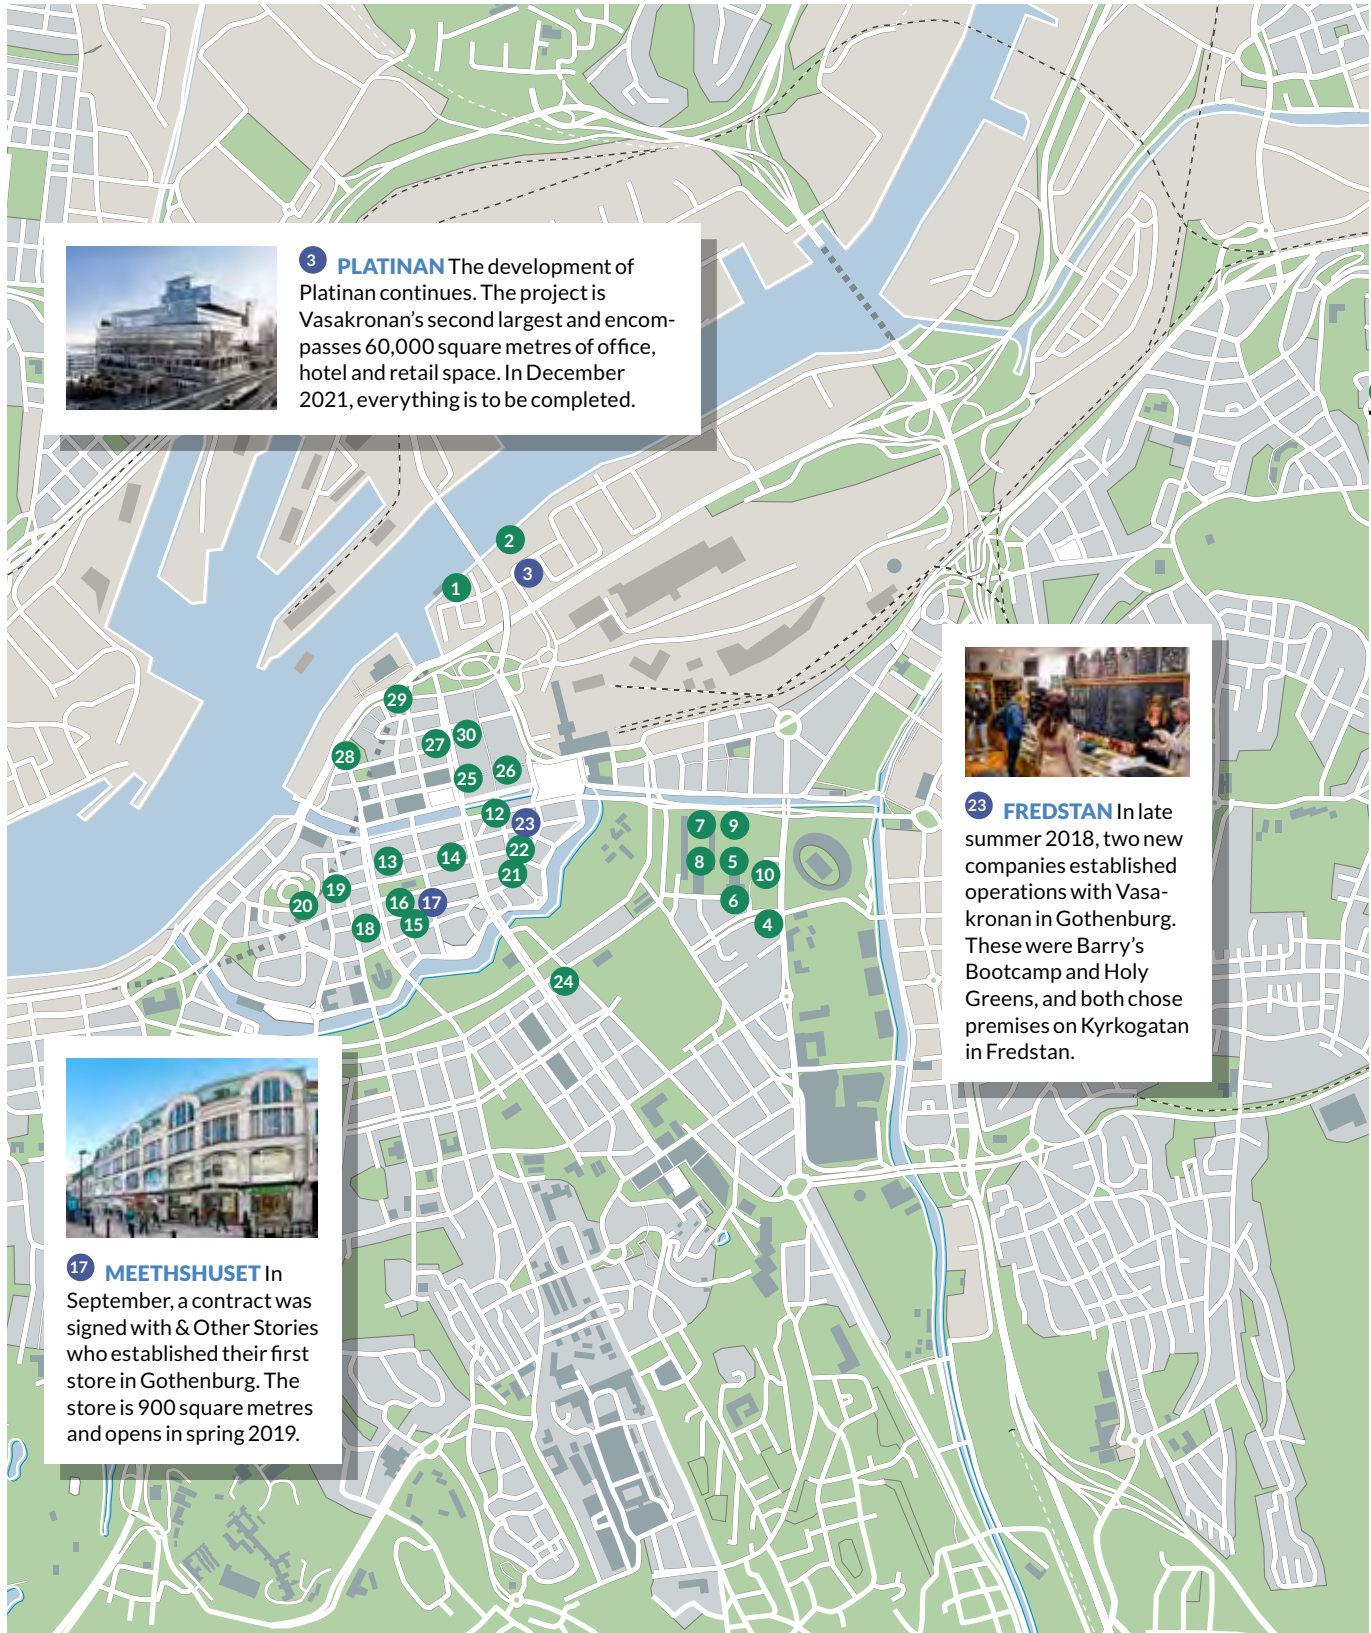 3 PLATINAN The development of
Platinan continues. The project is
Vasakronan’s second largest and encom-
passes 60,000 square metres of office,
hotel and retail space. In December
2021, everything is to be completed.
2
3
1
29
30
27
28
26
25
12
23
7
9
22
14
13
8
5
21
10
19
20
16
17
6
15
18
4
24
23 FREDSTAN In late
summer 2018, two new
companies established
operations with Vasa-
kronan in Gothenburg.
These were Barry’s
Bootcamp and Holy
Greens, and both chose
premises on Kyrkogatan
in Fredstan.
17 MEETHSHUSET In
September, a contract was
signed with & Other Stories
who established their first
store in Gothenburg. The
store is 900 square metres
and opens in spring 2019.